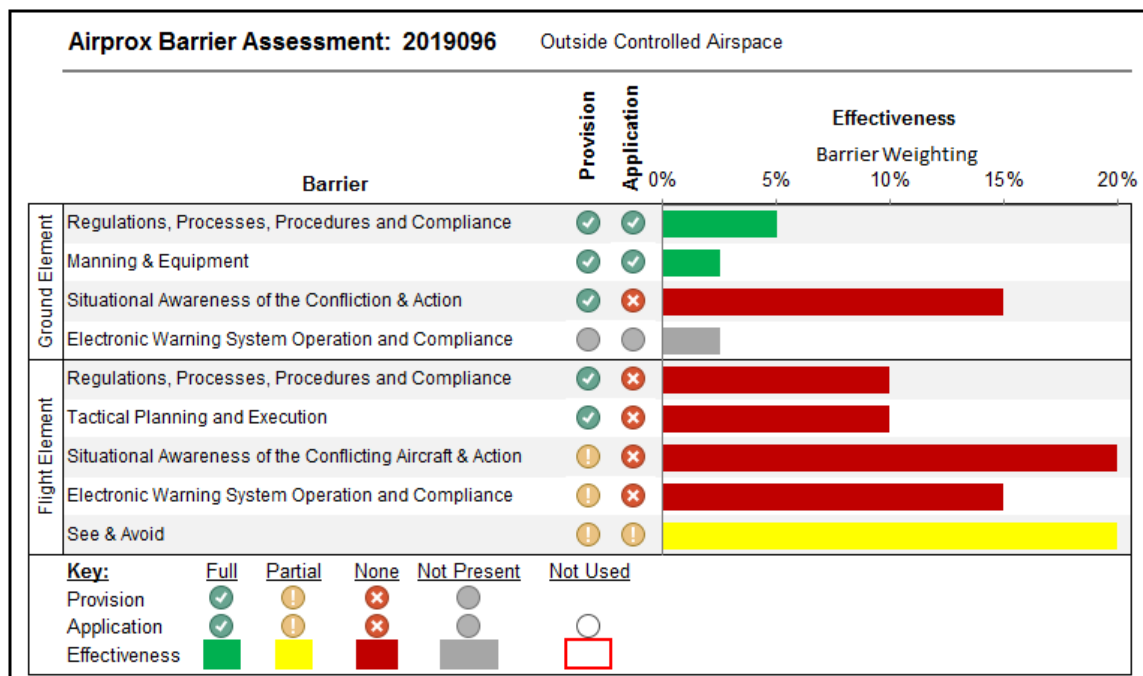 Airprox Barrier Assessment: 2019096 Outside Controlled Airspace
Provision
Application
Effectiveness
Barrier Weighting
Barrier
0% 5% 10% 15% 20%
Ground Element
Regulations, Processes, Procedures and Compliance
Manning & Equipment
Situational Awareness of the Confliction & Action
Electronic Warning System Operation and Compliance
Flight Element
Regulations, Processes, Procedures and Compliance
Tactical Planning and Execution
Situational Awareness of the Conflicting Aircraft & Action
Electronic Warning System Operation and Compliance
See & Avoid
Key: Full Partial None Not Present Not Used
Provision
Application
Effectiveness